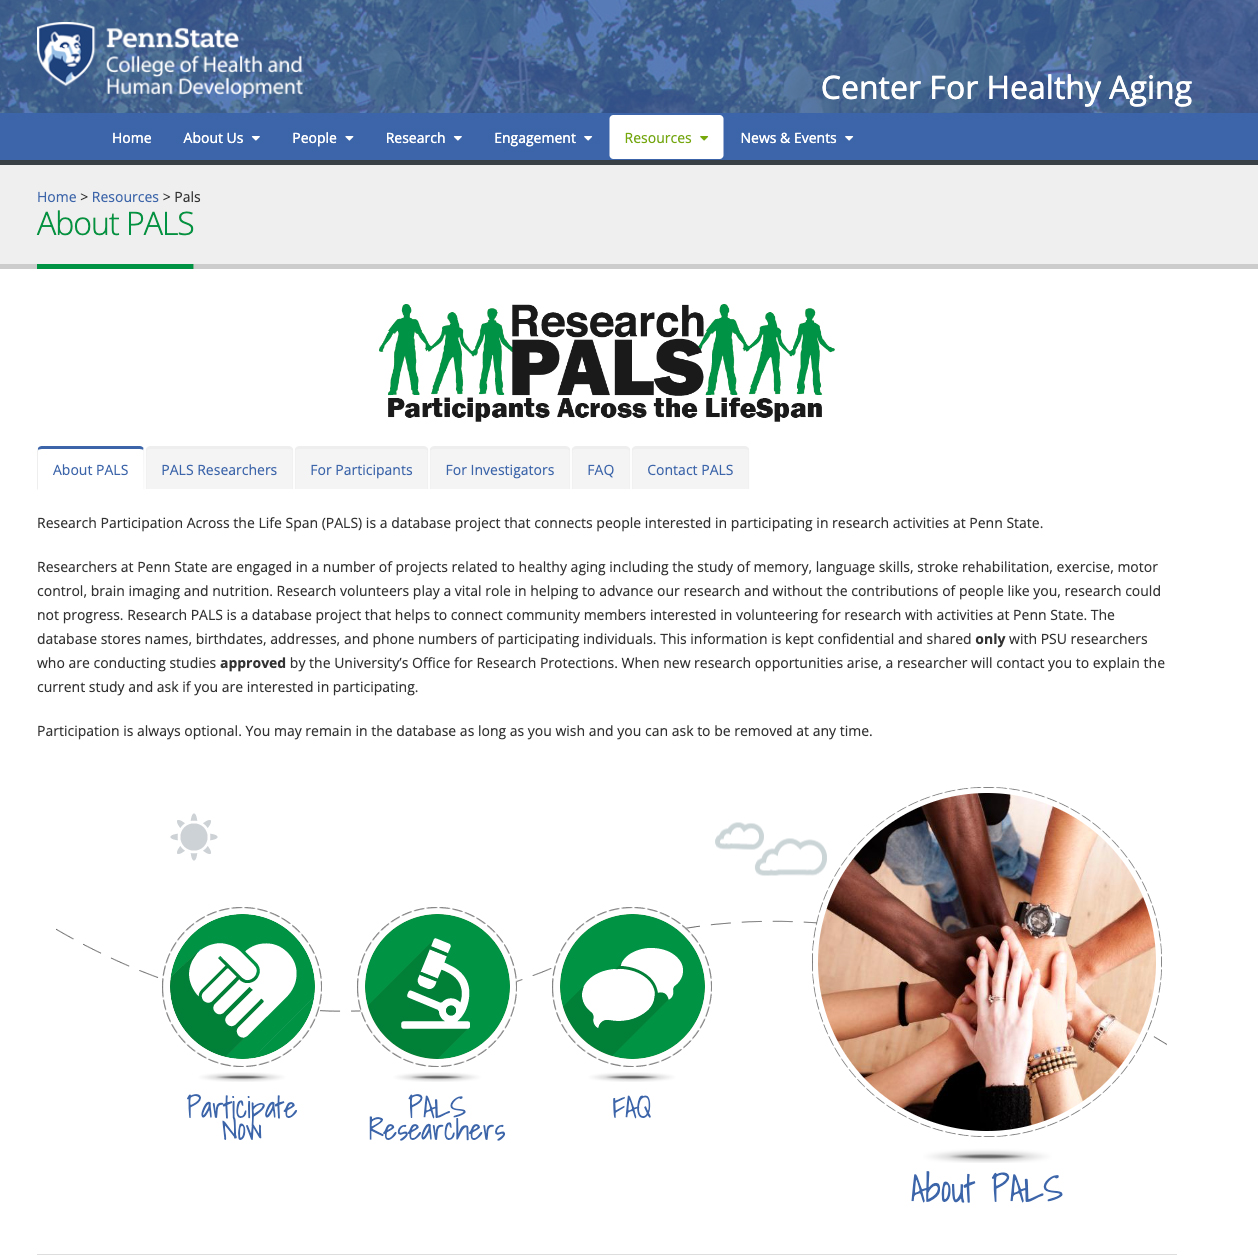 PennState
College of Health and
Human Development
Center For Healthy Aging
Home About Us People Research Engagement Resources News & Events
Home > Resources > Pals
About PALS
Research
PALS
Participants Across the LifeSpan
About PALS PALS Researchers For Participants For Investigators FAQ Contact PALS
Research Participation Across the Life Span (PALS) is a database project that connects people interested in participating in research activities at Penn State.
Researchers at Penn State are engaged in a number of projects related to healthy aging including the study of memory, language skills, stroke rehabilitation, exercise, motor
control, brain imaging and nutrition. Research volunteers play a vital role in helping to advance our research and without the contributions of people like you, research could
not progress. Research PALS is a database project that helps to connect community members interested in volunteering for research with activities at Penn State. The
database stores names, birthdates, addresses, and phone numbers of participating individuals. This information is kept confidential and shared only with PSU researchers
who are conducting studies approved by the University's Office for Research Protections. When new research opportunities arise, a researcher will contact you to explain the
current study and ask if you are interested in participating.
Participation is always optional. You may remain in the database as long as you wish and you can ask to be removed at any time.
Participate
Now
PALS
Researchers
FAQ
About PALS